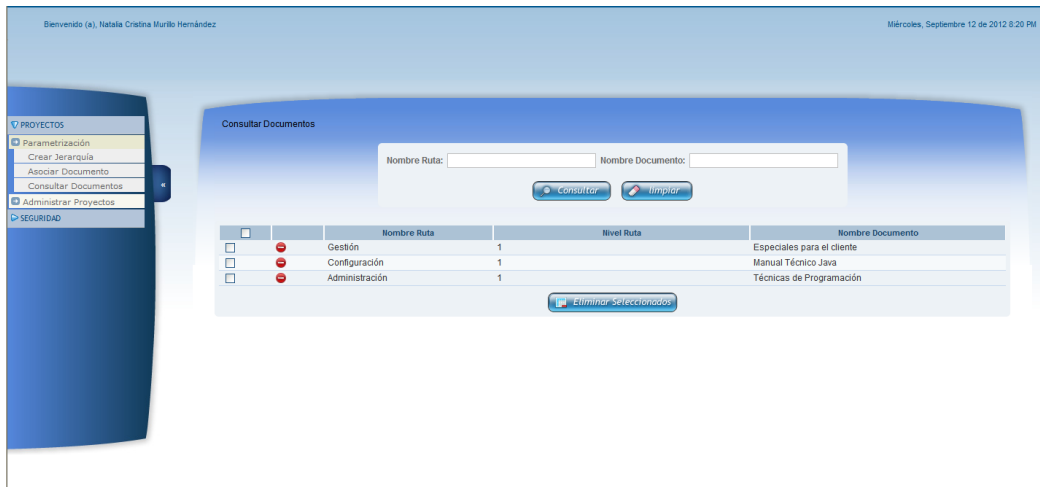 Bienvenido (a), Natalia Cristina Murillo Hernández
Miércoles, Septiembre 12 de 2012 8:20 PM
PROYECTOS
Parametrización
Crear Jerarquía
Asociar Documento
Consultar Documentos
Administrar Proyectos
SEGURIDAD
«
Consultar Documentos
Nombre Ruta: Nombre Documento:
Consultar limpiar
Nombre Ruta Nivel Ruta Nombre Documento
Gestión 1 Especiales para el cliente
Configuración 1 Manual Técnico Java
Administración 1 Técnicas de Programación
Eliminar Seleccionados